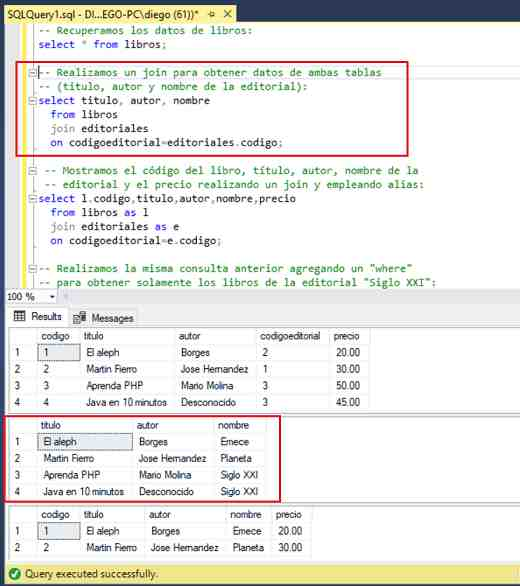 SQLQuery1.sql - DI...EGO-PC\diego (61))*
-- Recuperamos los datos de libros:
select * from libros;
-- Realizamos un join para obtener datos de ambas tablas
-- (titulo, autor y nombre de la editorial):
select titulo, autor, nombre
from libros
join editoriales
on codigoeditorial=editoriales.codigo;
-- Mostramos el código del libro, título, autor, nombre de la
-- editorial y el precio realizando un join y empleando alias:
select l.codigo,titulo,autor,nombre,precio
from libros as l
join editoriales as e
on codigoeditorial=e.codigo;
-- Realizamos la misma consulta anterior agregando un "where"
-- para obtener solamente los libros de la editorial "Siglo XXI":
100 %
Results Messages
codigo titulo autor codigoeditorial precio
1 1 El aleph Borges 2 20.00
2 2 Martin Fierro Jose Hernandez 1 30.00
3 3 Aprenda PHP Mario Molina 3 50.00
4 4 Java en 10 minutos Desconocido 3 45.00
titulo autor nombre
1 El aleph Borges Emece
2 Martin Fierro Jose Hernandez Planeta
3 Aprenda PHP Mario Molina Siglo XXI
4 Java en 10 minutos Desconocido Siglo XXI
codigo titulo autor nombre precio
1 1 El aleph Borges Emece 20.00
2 2 Martin Fierro Jose Hernandez Planeta 30.00
Query executed successfully.